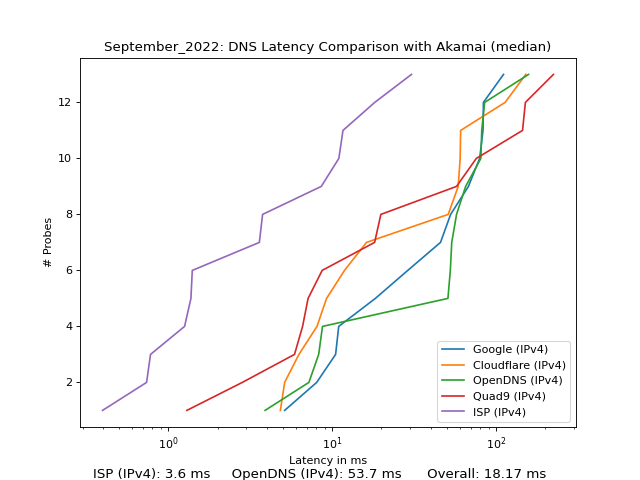 September_2022: DNS Latency Comparison with Akamai (median)
# Probes
12
10
8
6
4
2
Google (IPv4)
Cloudflare (IPv4)
OpenDNS (IPv4)
Quad9 (IPv4)
ISP (IPv4)
10⁰ 10¹ 10²
Latency in ms
ISP (IPv4): 3.6 ms OpenDNS (IPv4): 53.7 ms Overall: 18.17 ms